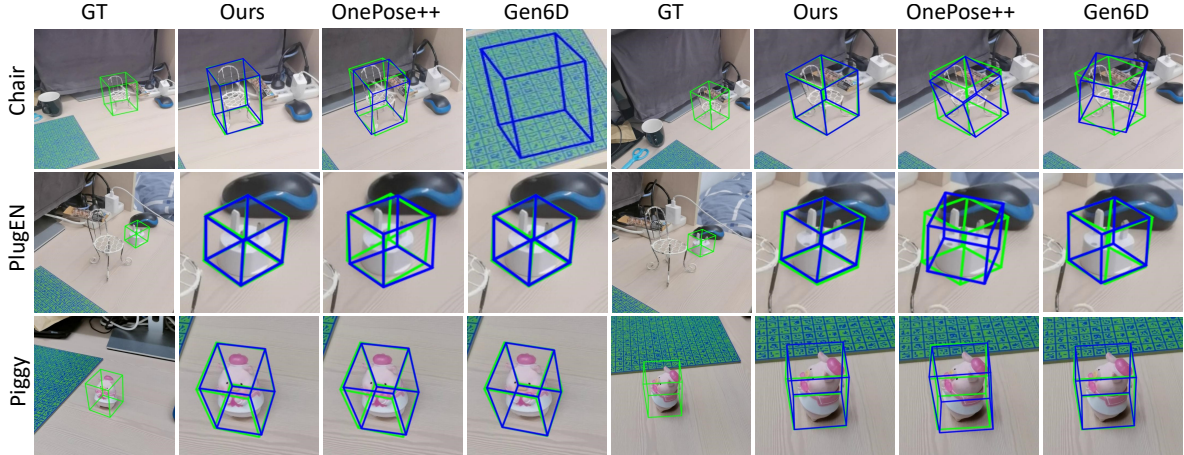 GT Ours OnePose++ Gen6D GT Ours OnePose++ Gen6D
Chair
PlugEN
Piggy